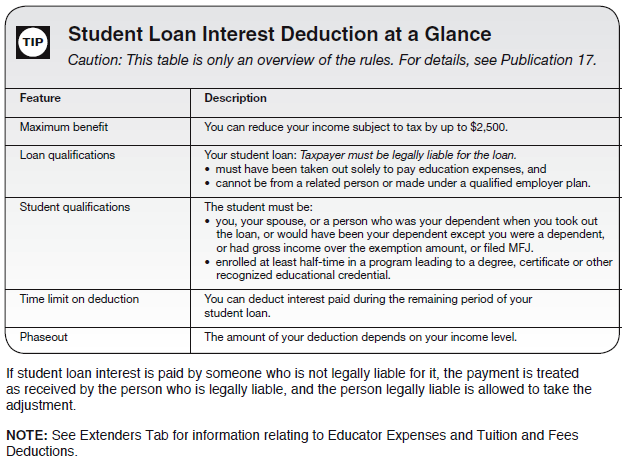 TIP
Student Loan Interest Deduction at a Glance
Caution: This table is only an overview of the rules. For details, see Publication 17.
Feature
Description
Maximum benefit
You can reduce your income subject to tax by up to $2,500.
Loan qualifications
Your student loan: Taxpayer must be legally liable for the loan.
• must have been taken out solely to pay education expenses, and
• cannot be from a related person or made under a qualified employer plan.
Student qualifications
The student must be:
• you, your spouse, or a person who was your dependent when you took out
the loan, or would have been your dependent except you were a dependent,
or had gross income over the exemption amount, or filed MFJ.
• enrolled at least half-time in a program leading to a degree, certificate or other
recognized educational credential.
Time limit on deduction
You can deduct interest paid during the remaining period of your
student loan.
Phaseout
The amount of your deduction depends on your income level.
If student loan interest is paid by someone who is not legally liable for it, the payment is treated
as received by the person who is legally liable, and the person legally liable is allowed to take the
adjustment.
NOTE: See Extenders Tab for information relating to Educator Expenses and Tuition and Fees
Deductions.